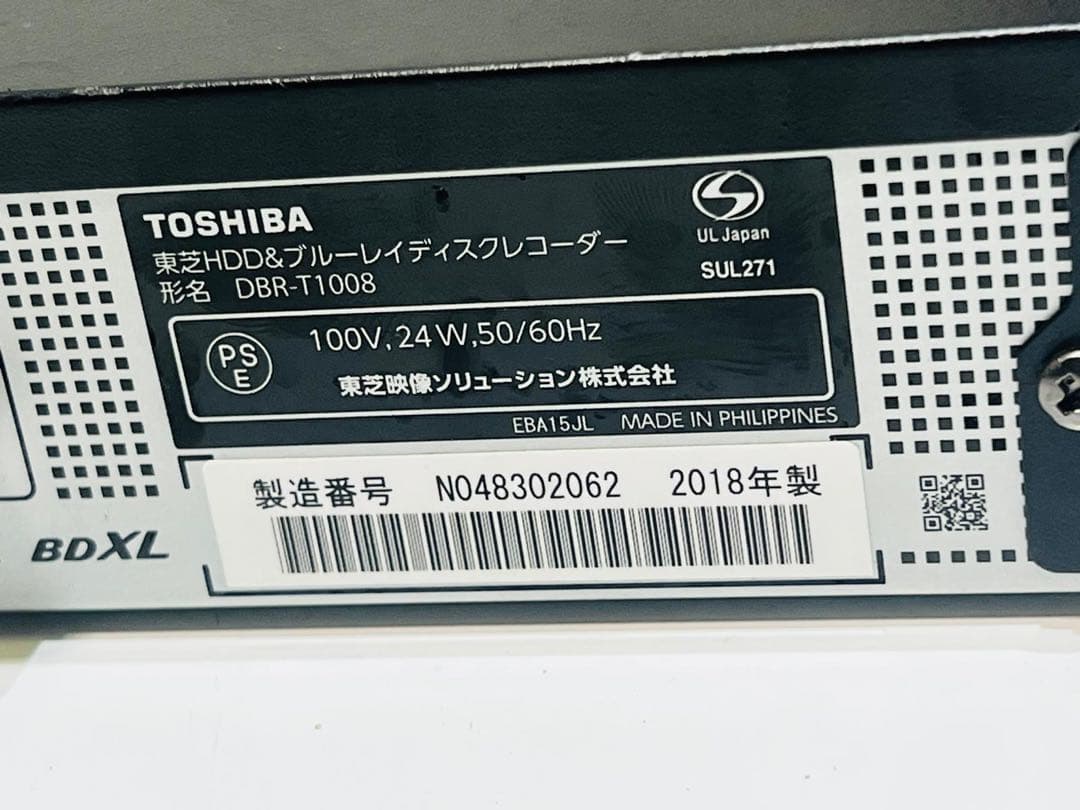 TOSHIBA
東芝HDD&ブルーレイディスクレコーダー
形名 DBR-T1008
UL Japan
SUL271
PS
E
100V, 24W, 50/60Hz
東芝映像ソリューション株式会社
EBA15JL MADE IN PHILIPPINES
製造番号 N048302062 2018年製
BDXL